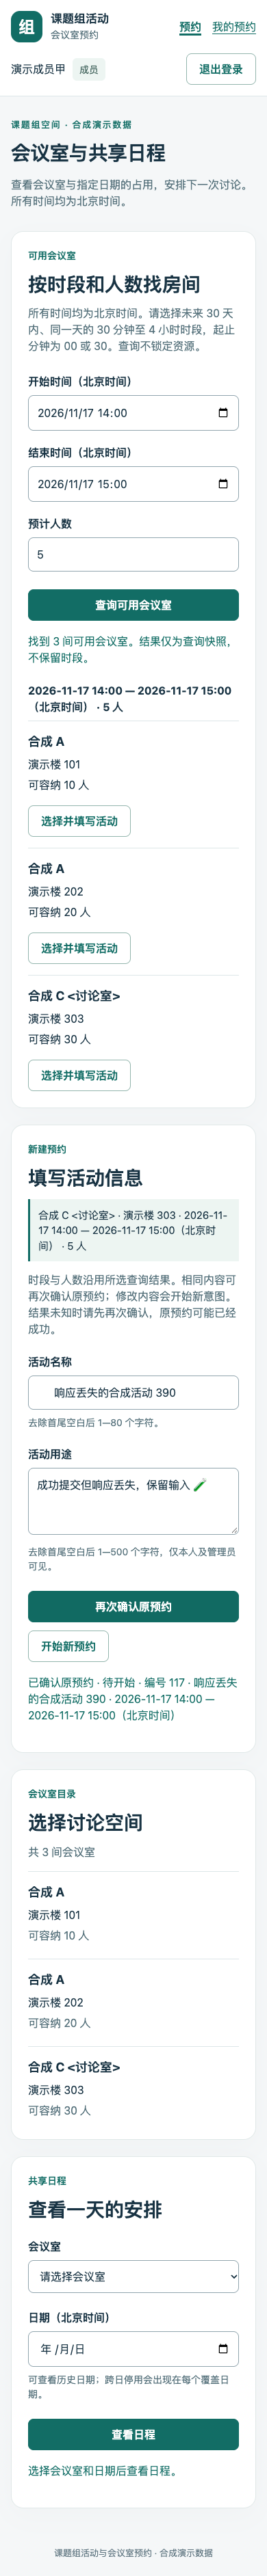 组
课题组活动
会议室预约
预约
我的预约
演示成员甲
成员
退出登录
课题组空间 · 合成演示数据
会议室与共享日程
查看会议室与指定日期的占用，安排下一次讨论。
所有时间均为北京时间。
可用会议室
按时段和人数找房间
所有时间均为北京时间。请选择未来 30 天
内、同一天的 30 分钟至 4 小时时段，起止
分钟为 00 或 30。查询不锁定资源。
开始时间（北京时间）
2026/11/17 14:00
结束时间（北京时间）
2026/11/17 15:00
预计人数
5
查询可用会议室
找到 3 间可用会议室。结果仅为查询快照，
不保留时段。
2026-11-17 14:00 — 2026-11-17 15:00
（北京时间） · 5 人
合成 A
演示楼 101
可容纳 10 人
选择并填写活动
合成 A
演示楼 202
可容纳 20 人
选择并填写活动
合成 C <讨论室>
演示楼 303
可容纳 30 人
选择并填写活动
新建预约
填写活动信息
合成 C <讨论室> · 演示楼 303 · 2026-11-
17 14:00 — 2026-11-17 15:00（北京时
间） · 5 人
时段与人数沿用所选查询结果。相同内容可
再次确认原预约；修改内容会开始新意图。
结果未知时请先再次确认，原预约可能已经
成功。
活动名称
响应丢失的合成活动 390
去除首尾空白后 1—80 个字符。
活动用途
成功提交但响应丢失，保留输入 🧪
去除首尾空白后 1—500 个字符，仅本人及管理员
可见。
再次确认原预约
开始新预约
已确认原预约 · 待开始 · 编号 117 · 响应丢失
的合成活动 390 · 2026-11-17 14:00 —
2026-11-17 15:00（北京时间）
会议室目录
选择讨论空间
共 3 间会议室
合成 A
演示楼 101
可容纳 10 人
合成 A
演示楼 202
可容纳 20 人
合成 C <讨论室>
演示楼 303
可容纳 30 人
共享日程
查看一天的安排
会议室
请选择会议室
日期（北京时间）
年 /月/日
可查看历史日期；跨日停用会出现在每个覆盖日
期。
查看日程
选择会议室和日期后查看日程。
课题组活动与会议室预约 · 合成演示数据